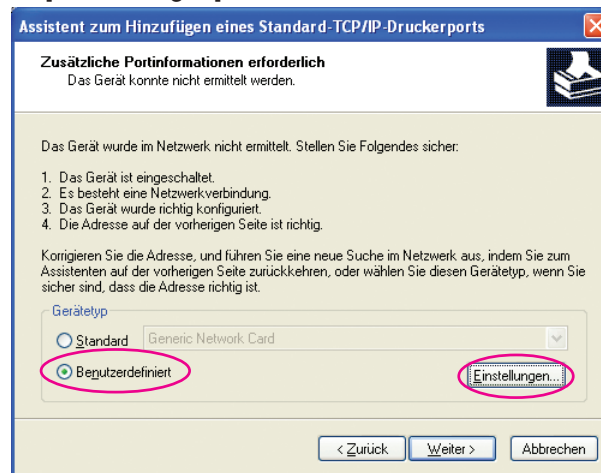 Assistent zum Hinzufügen eines Standard-TCP/IP-Druckerports
Zusätzliche Portinformationen erforderlich
Das Gerät konnte nicht ermittelt werden.
Das Gerät wurde im Netzwerk nicht ermittelt. Stellen Sie Folgendes sicher:
1. Das Gerät ist eingeschaltet.
2. Es besteht eine Netzwerkverbindung.
3. Das Gerät wurde richtig konfiguriert.
4. Die Adresse auf der vorherigen Seite ist richtig.
Korrigieren Sie die Adresse, und führen Sie eine neue Suche im Netzwerk aus, indem Sie zum
Assistenten auf der vorherigen Seite zurückkehren, oder wählen Sie diesen Gerätetyp, wenn Sie
sicher sind, dass die Adresse richtig ist.
Gerätetyp
Standard Generic Network Card
Benutzerdefiniert Einstellungen...
< Zurück Weiter > Abbrechen